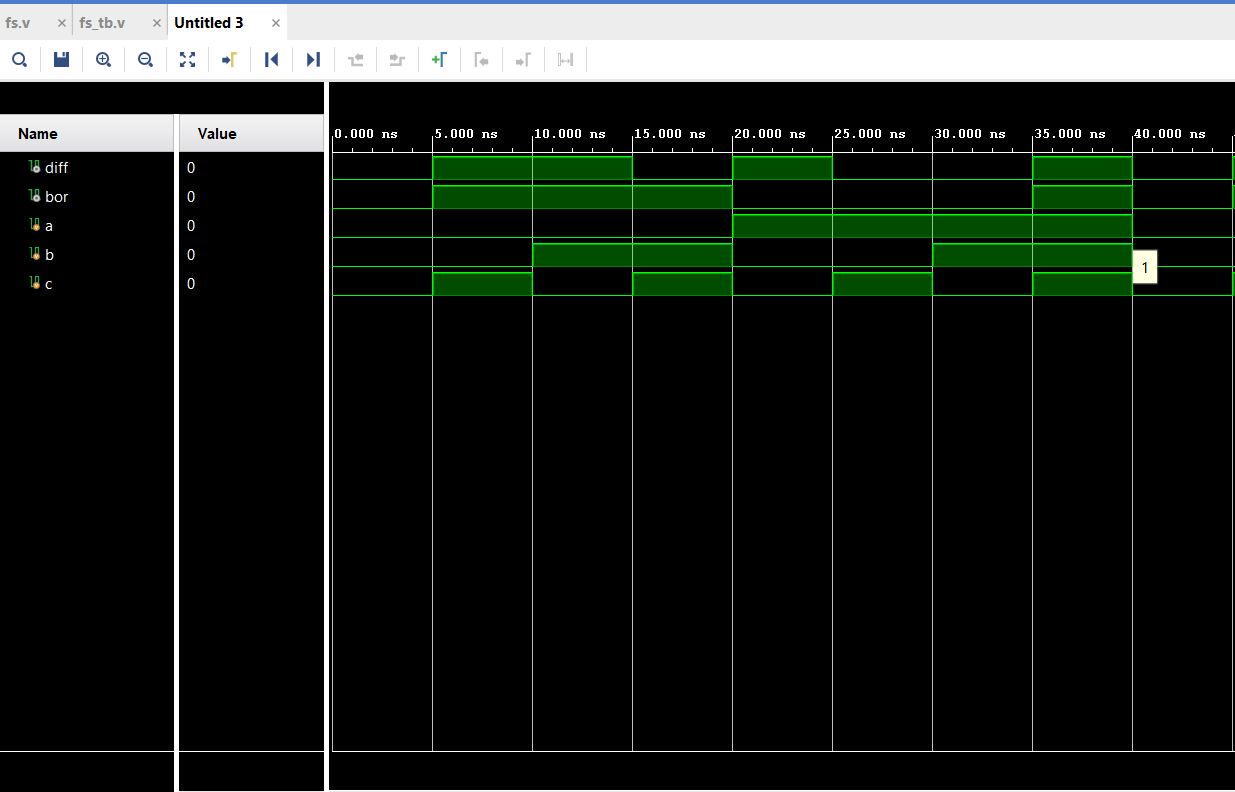 fs.v fs_tb.v Untitled 3
Name Value
0.000 ns 5.000 ns 10.000 ns 15.000 ns 20.000 ns 25.000 ns 30.000 ns 35.000 ns 40.000 ns
diff 0
bor 0
a 0
b 0
1
c 0